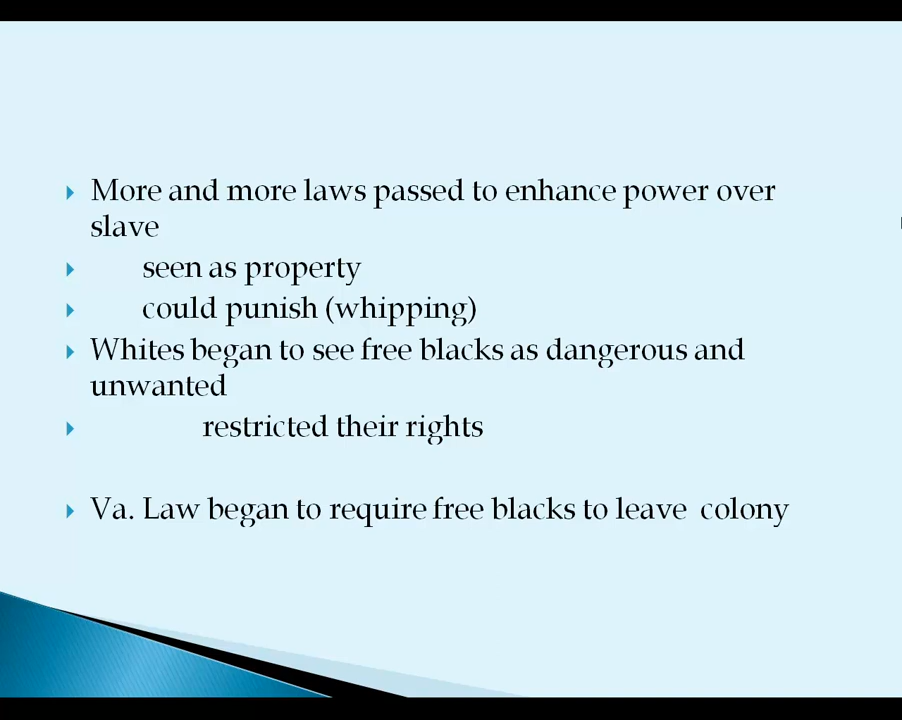 More and more laws passed to enhance power over
slave
seen as property
could punish (whipping)
Whites began to see free blacks as dangerous and
unwanted
restricted their rights
Va. Law began to require free blacks to leave colony